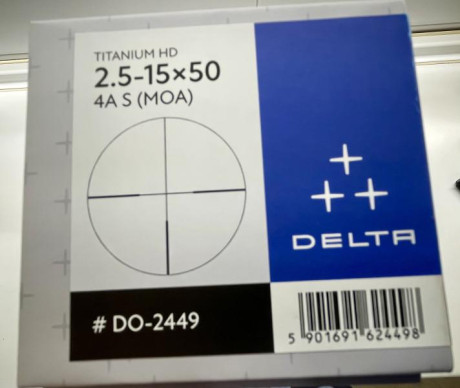 TITANIUM HD
2.5-15×50
4A S (MOA)
DELTA
# DO-2449
5 901691 624498